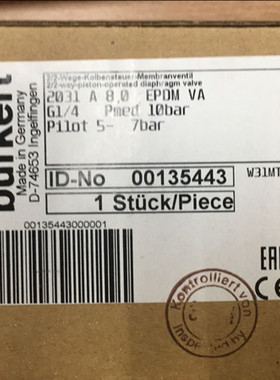 burkert
Made in Germany
D-74653 Ingelfingen
2/2-Wege-Kolbensteuer-Membranventil
2/2-way-piston-operated diaphragm valve
2031 A 8,0 EPDM VA
G1/4 Pmed 10bar
Pilot 5- 7bar
ID-No 00135443
W31MT
1 Stück/Piece
00135443000001
Kontrolliert von
Inspected by
EAC
CE